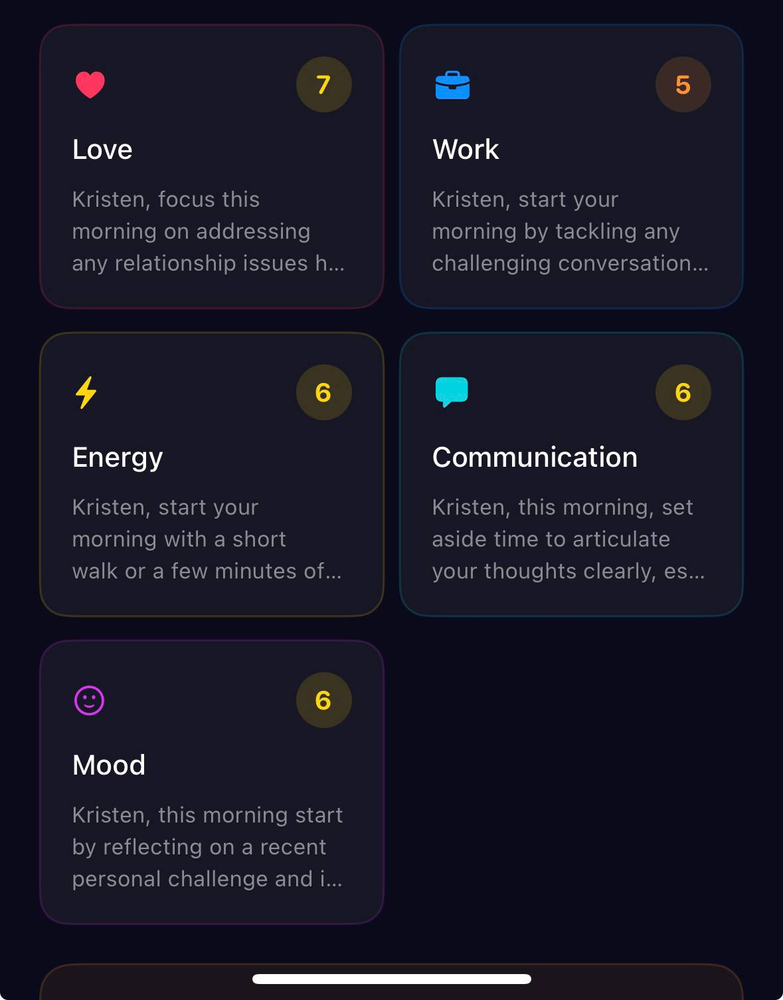 7
Love
Kristen, focus this
morning on addressing
any relationship issues h...
5
Work
Kristen, start your
morning by tackling any
challenging conversation...
6
Energy
Kristen, start your
morning with a short
walk or a few minutes of...
6
Communication
Kristen, this morning, set
aside time to articulate
your thoughts clearly, es...
6
Mood
Kristen, this morning start
by reflecting on a recent
personal challenge and i...